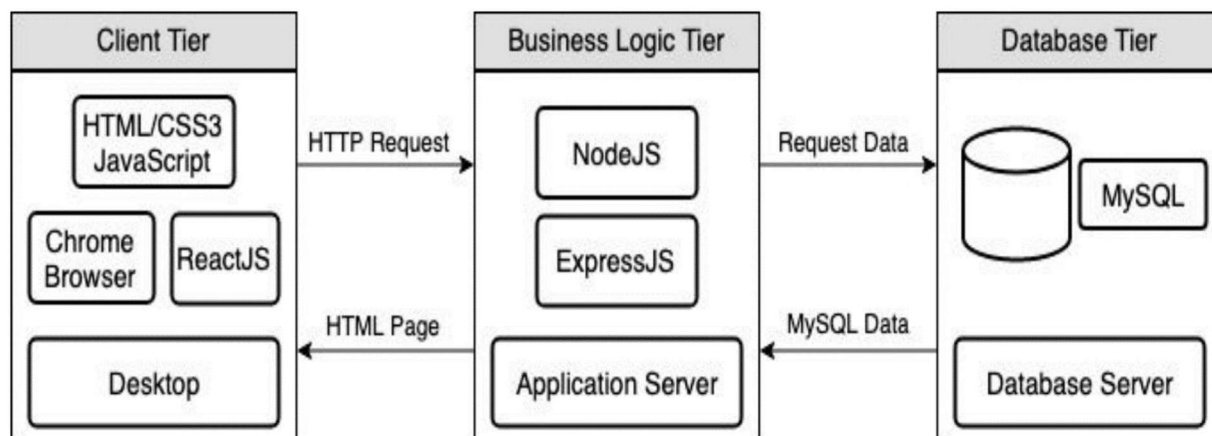 Client Tier
HTML/CSS3
JavaScript
Chrome
Browser
ReactJS
Desktop
HTTP Request
HTML Page
Business Logic Tier
NodeJS
ExpressJS
Application Server
Request Data
MySQL Data
Database Tier
MySQL
Database Server